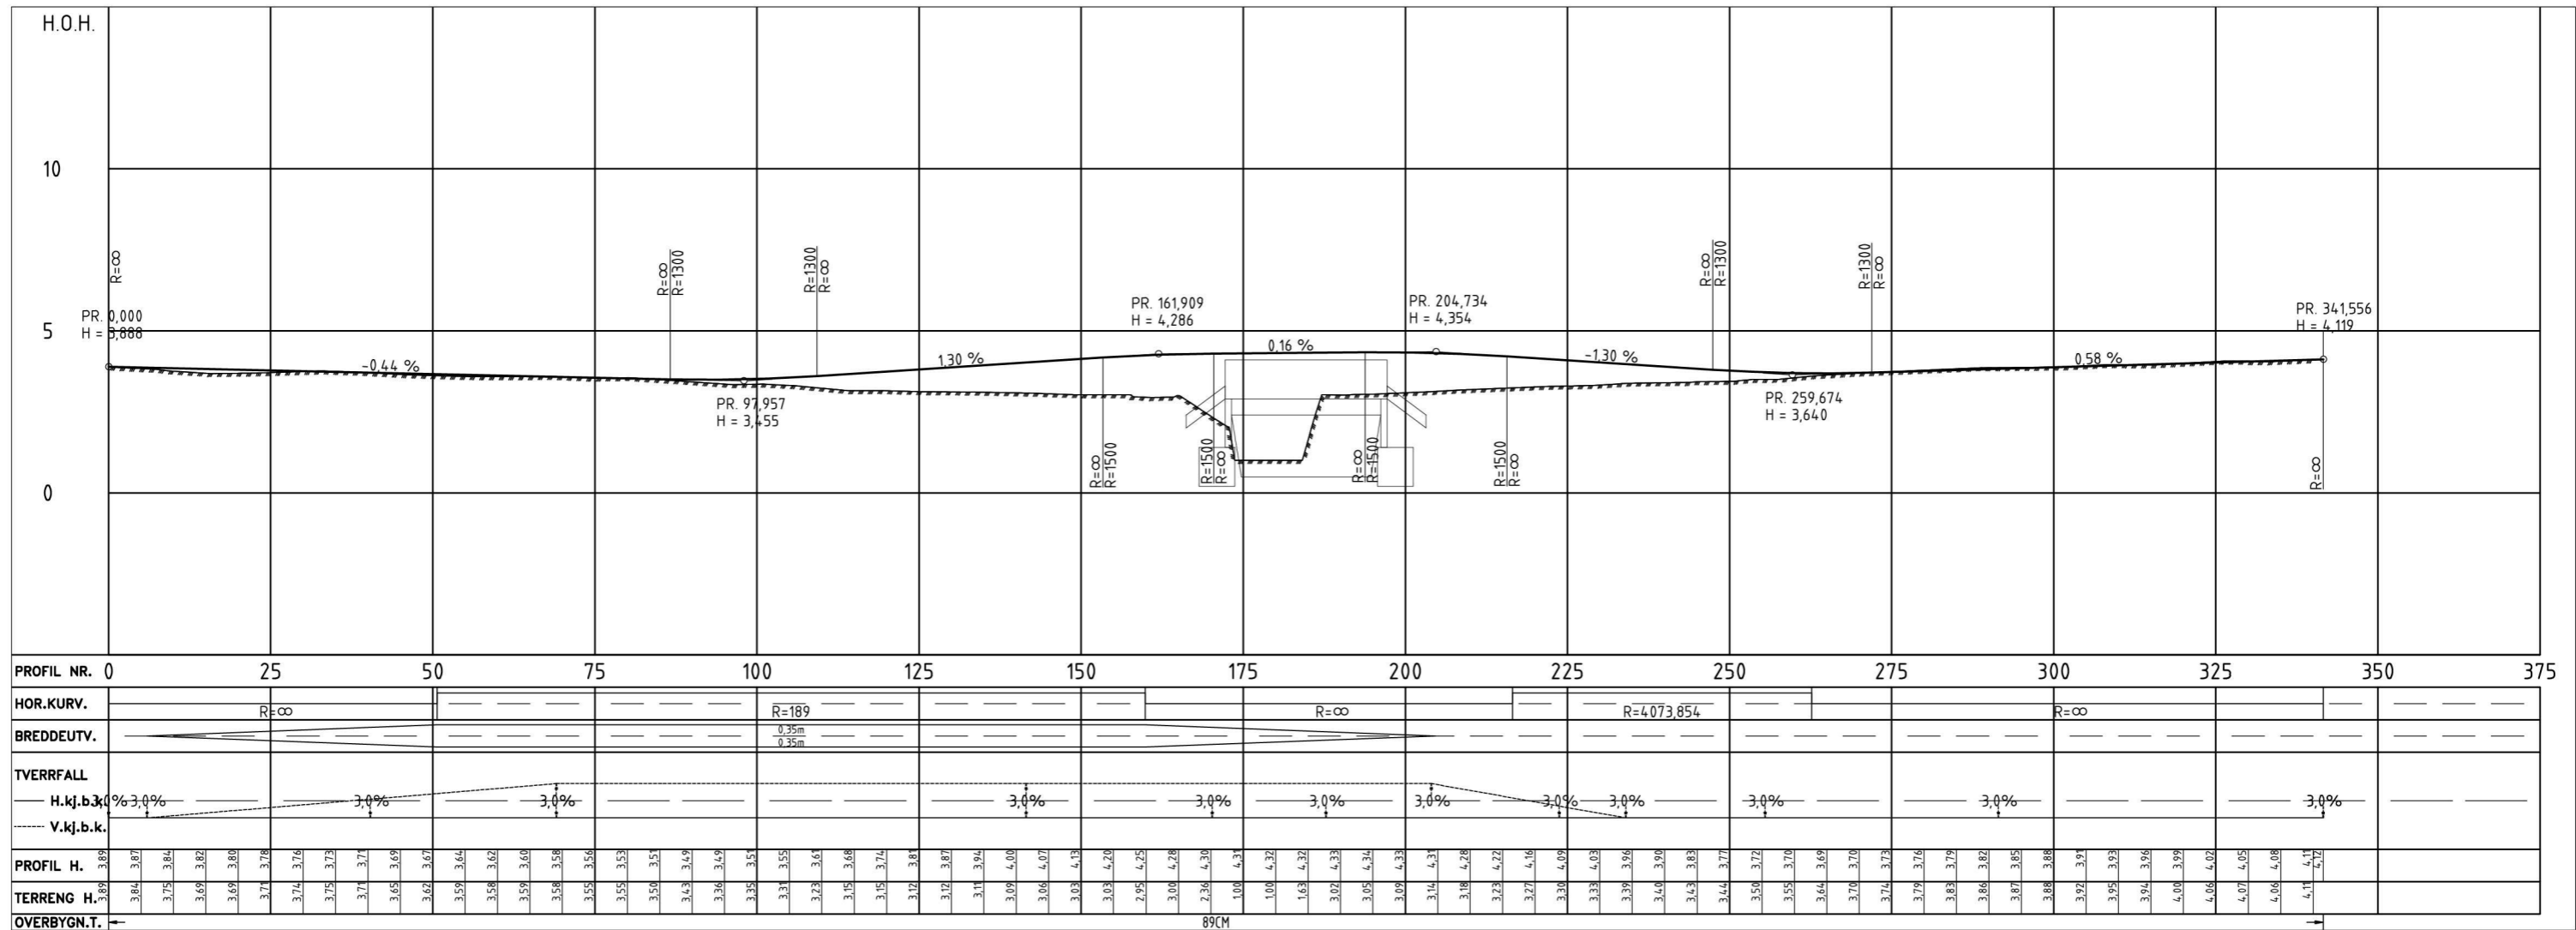 H.O.H.
10
5
0
R=∞
PR. 0,000
H = 3,888
-0,44 %
R=∞
R=1300
PR. 97,957
H = 3,455
R=1300
R=∞
1,30 %
R=∞
R=1500
PR. 161,909
H = 4,286
R=1500
R=∞
0,16 %
R=∞
R=1500
PR. 204,734
H = 4,354
R=1500
R=∞
-1,30 %
R=∞
R=1300
PR. 259,674
H = 3,640
R=1300
R=∞
0,58 %
PR. 341,556
H = 4,119
R=∞
PROFIL NR. 0 25 50 75 100 125 150 175 200 225 250 275 300 325 350 375
HOR.KURV. R=∞ R=189 R=∞ R=4073,854 R=∞
BREDDEUTV. 0,35m
0,35m
TVERRFALL
H.kj.b.k. 3,0% 3,0% 3,0% 3,0% 3,0% 3,0% 3,0% 3,0% 3,0% 3,0% 3,0% 3,0% 3,0%
V.kj.b.k.
PROFIL H. 3,89 3,87 3,84 3,82 3,80 3,78 3,76 3,73 3,71 3,69 3,67 3,64 3,62 3,60 3,58 3,56 3,53 3,51 3,49 3,49 3,51 3,55 3,61 3,68 3,74 3,81 3,87 3,94 4,00 4,07 4,13 4,20 4,25 4,28 4,30 4,31 4,32 4,32 4,33 4,34 4,33 4,31 4,28 4,22 4,16 4,09 4,03 3,96 3,90 3,83 3,77 3,72 3,70 3,69 3,70 3,73 3,76 3,79 3,82 3,85 3,88 3,91 3,93 3,96 3,99 4,02 4,05 4,08 4,11 4,12
TERRENG H. 3,89 3,84 3,75 3,69 3,69 3,71 3,74 3,75 3,71 3,65 3,62 3,59 3,58 3,59 3,58 3,55 3,55 3,50 3,43 3,36 3,35 3,31 3,23 3,15 3,15 3,12 3,12 3,11 3,09 3,06 3,03 3,03 2,95 3,00 2,36 1,00 1,00 1,63 3,02 3,05 3,09 3,14 3,18 3,23 3,27 3,30 3,33 3,39 3,40 3,43 3,44 3,50 3,55 3,64 3,70 3,74 3,79 3,83 3,86 3,87 3,88 3,92 3,95 3,94 4,00 4,06 4,07 4,06 4,11
OVERBYGN.T. 89CM